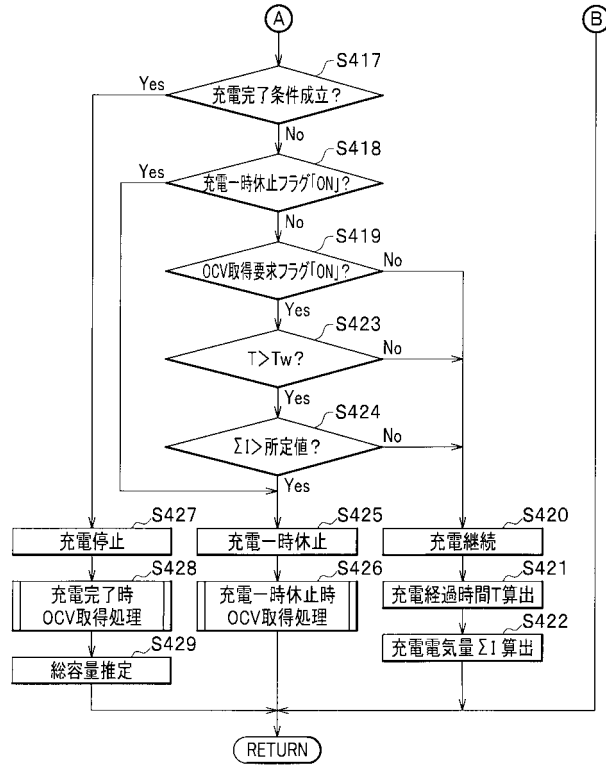 A
B
S417
Yes
充電完了条件成立?
No
S418
Yes
充電一時休止フラグ「ON」?
No
S419
OCV取得要求フラグ「ON」?
No
Yes
S423
T>Tw?
No
Yes
S424
ΣI>所定値?
No
Yes
S427
充電停止
S425
充電一時休止
S420
充電継続
S428
充電完了時
OCV取得処理
S426
充電一時休止時
OCV取得処理
S421
充電経過時間T算出
S422
充電電気量ΣI算出
S429
総容量推定
RETURN